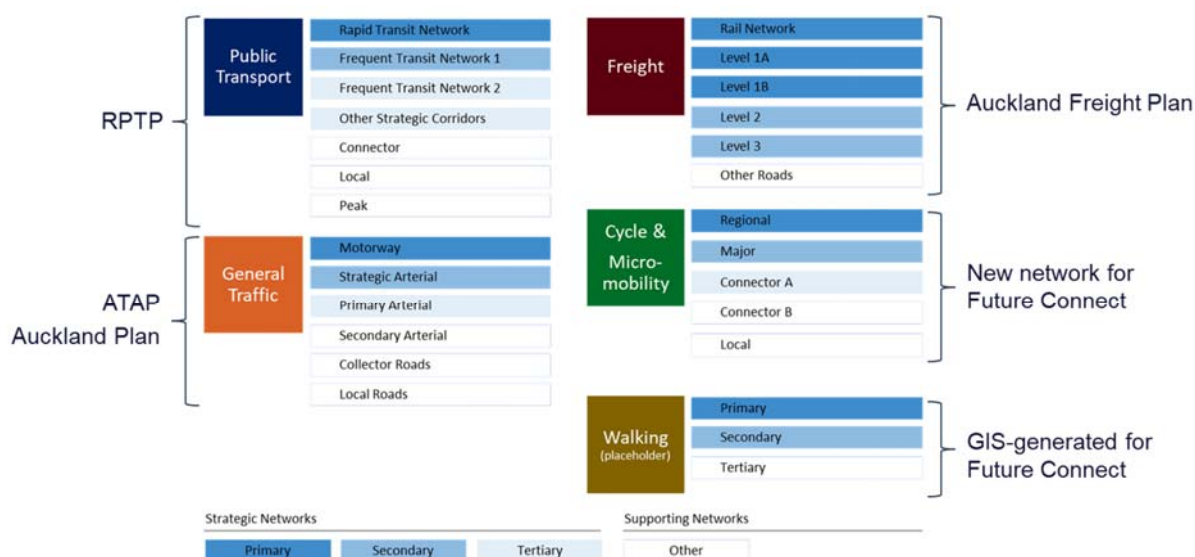 RPTP
Public
Transport
Rapid Transit Network
Frequent Transit Network 1
Frequent Transit Network 2
Other Strategic Corridors
Connector
Local
Peak
ATAP
Auckland Plan
General
Traffic
Motorway
Strategic Arterial
Primary Arterial
Secondary Arterial
Collector Roads
Local Roads
Freight
Rail Network
Level 1A
Level 1B
Level 2
Level 3
Other Roads
Auckland Freight Plan
Cycle &
Micro-
mobility
Regional
Major
Connector A
Connector B
Local
New network for
Future Connect
Walking
(placeholder)
Primary
Secondary
Tertiary
GIS-generated for
Future Connect
Strategic Networks
Primary
Secondary
Tertiary
Supporting Networks
Other